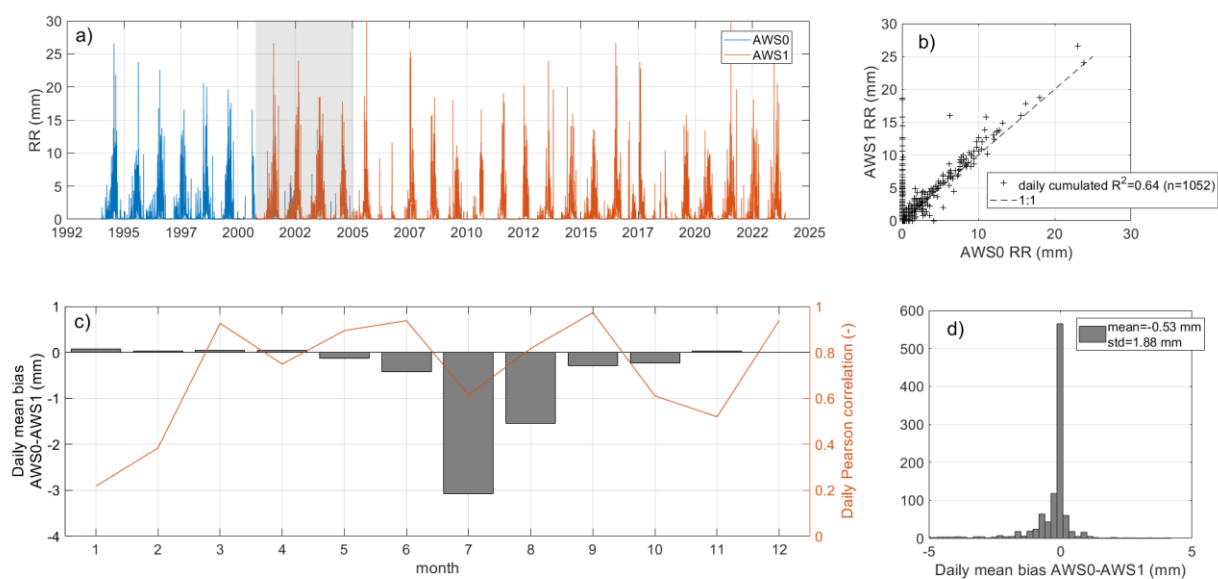 a)
30
25
20
15
10
5
0
RR (mm)
AWS0
AWS1
1992 1995 1997 2000 2002 2005 2007 2010 2012 2015 2017 2020 2022 2025
b)
30
25
20
15
10
5
0
AWS1 RR (mm)
daily cumulated R²=0.64 (n=1052)
1:1
0 10 20 30
AWS0 RR (mm)
c)
1
0
-1
-2
-3
-4
Daily mean bias
AWS0-AWS1 (mm)
1
0.8
0.6
0.4
0.2
0
Daily Pearson correlation (-)
1 2 3 4 5 6 7 8 9 10 11 12
month
d)
600
500
400
300
200
100
0
mean=-0.53 mm
std=1.88 mm
-5 0 5
Daily mean bias AWS0-AWS1 (mm)